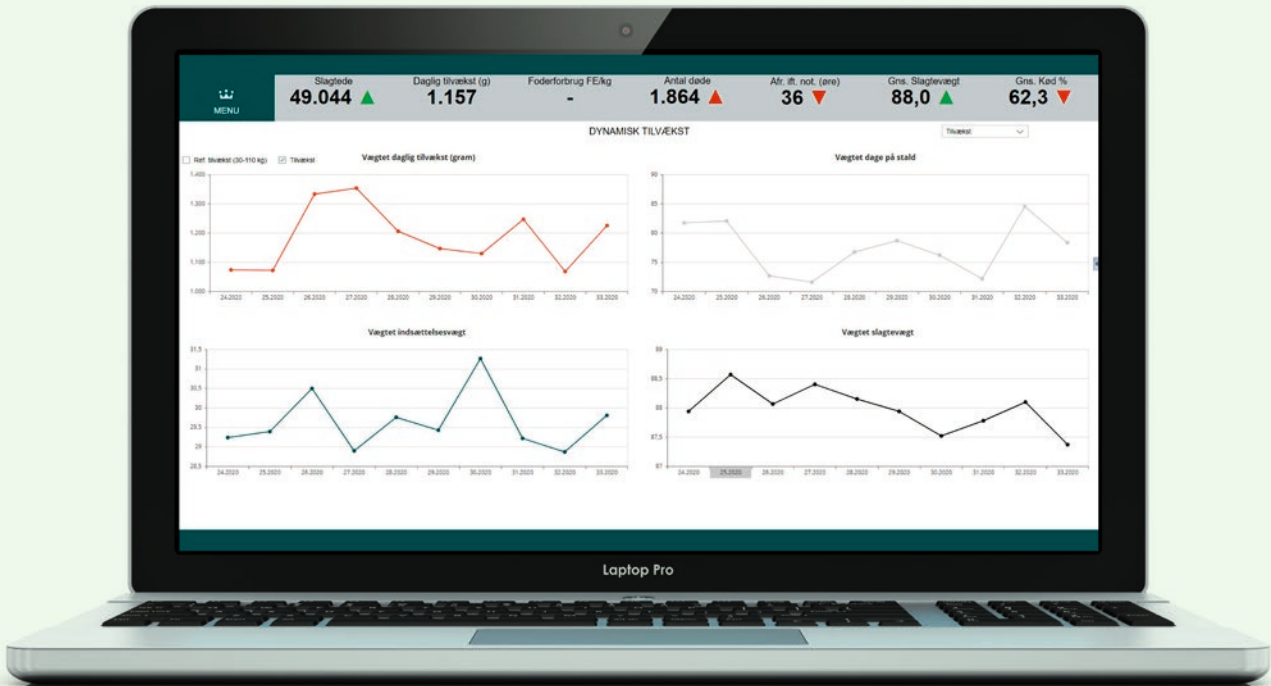 Slagtede
Daglig tilvækst (g)
Foderforbrug FE/kg
Antal døde
Afr. ift. not. (øre)
Gns. Slagtevægt
Gns. Kød %
MENU
49.044
1.157
-
1.864
36
88,0
62,3
DYNAMISK TILVÆKST
Tilvækst
Ref. tilvækst (30-110 kg)
Tilvækst
Vægtet daglig tilvækst (gram)
1.400
1.300
1.200
1.100
1.000
24.2020 25.2020 26.2020 27.2020 28.2020 29.2020 30.2020 31.2020 32.2020 33.2020
Vægtet dage på stald
90
85
80
75
70
24.2020 25.2020 26.2020 27.2020 28.2020 29.2020 30.2020 31.2020 32.2020 33.2020
Vægtet indsættelsesvægt
31,5
31
30,5
30
29,5
29
28,5
24.2020 25.2020 26.2020 27.2020 28.2020 29.2020 30.2020 31.2020 32.2020 33.2020
Vægtet slagtevægt
89
88,5
88
87,5
87
24.2020 25.2020 26.2020 27.2020 28.2020 29.2020 30.2020 31.2020 32.2020 33.2020
Laptop Pro